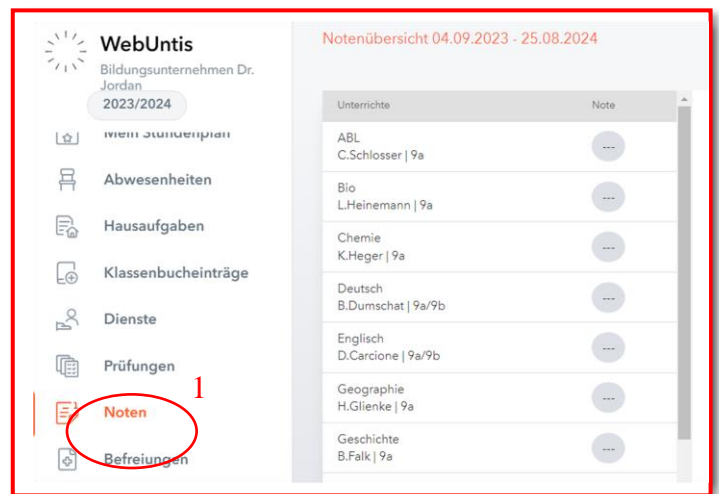 WebUntis
Bildungsunternehmen Dr.
Jordan
2023/2024
Mein Stundenplan
Abwesenheiten
Hausaufgaben
Klassenbucheinträge
Dienste
Prüfungen
1
Noten
Befreiungen
Notenübersicht 04.09.2023 - 25.08.2024
Unterrichte Note
ABL
C.Schlosser | 9a
---
Bio
L.Heinemann | 9a
---
Chemie
K.Heger | 9a
---
Deutsch
B.Dumschat | 9a/9b
---
Englisch
D.Carcione | 9a/9b
---
Geographie
H.Glienke | 9a
---
Geschichte
B.Falk | 9a
---